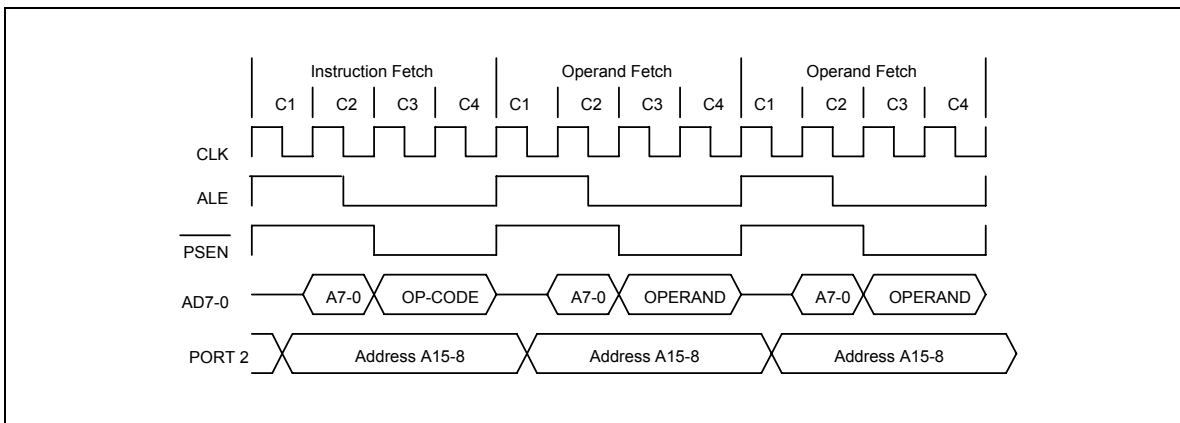 Instruction Fetch Operand Fetch Operand Fetch
C1 C2 C3 C4 C1 C2 C3 C4 C1 C2 C3 C4
CLK
ALE
PSEN
AD7-0 A7-0 OP-CODE A7-0 OPERAND A7-0 OPERAND
PORT 2 Address A15-8 Address A15-8 Address A15-8